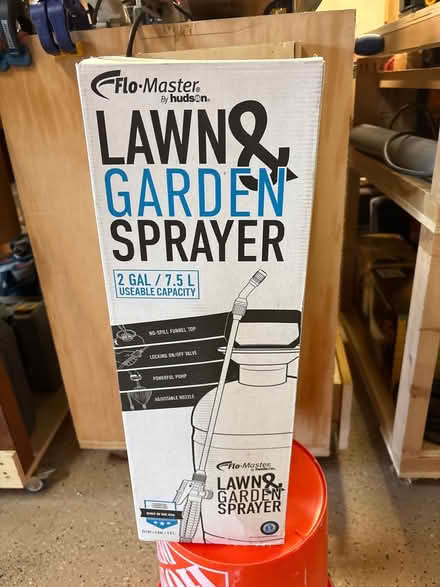 Flo-Master®
By hudson®
LAWN &
GARDEN
SPRAYER
2 GAL / 7.5 L
USEABLE CAPACITY
NO-SPILL FUNNEL TOP
LOCKING ON/OFF VALVE
POWERFUL PUMP
ADJUSTABLE NOZZLE
Flo-Master
LAWN &
GARDEN
SPRAYER